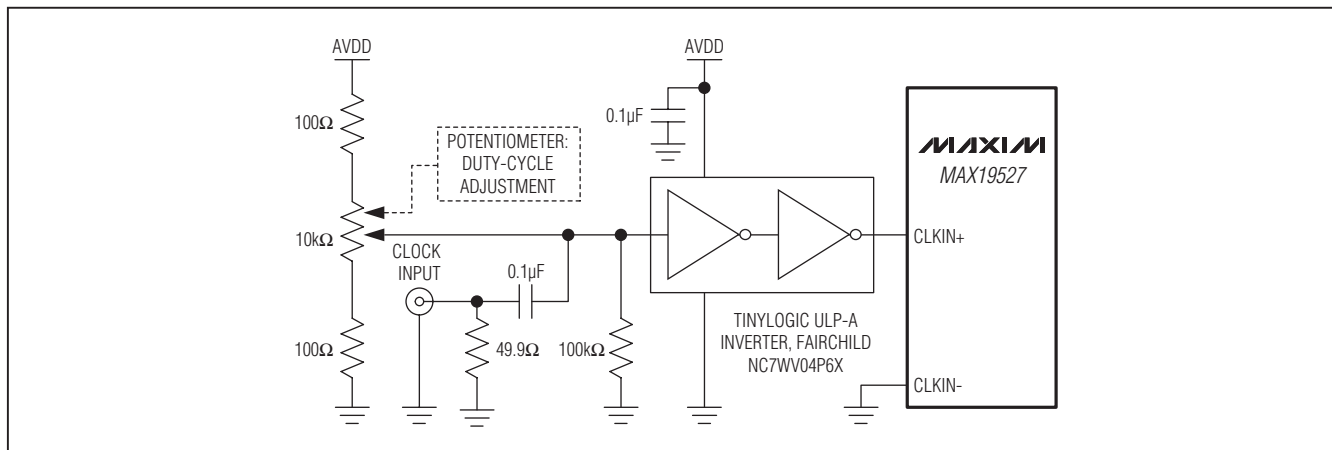 AVDD
100Ω
POTENTIOMETER:
DUTY-CYCLE
ADJUSTMENT
10kΩ
CLOCK
INPUT
0.1µF
100Ω
49.9Ω
100kΩ
AVDD
0.1µF
TINYLOGIC ULP-A
INVERTER, FAIRCHILD
NC7WV04P6X
MAXIM
MAX19527
CLKIN+
CLKIN-